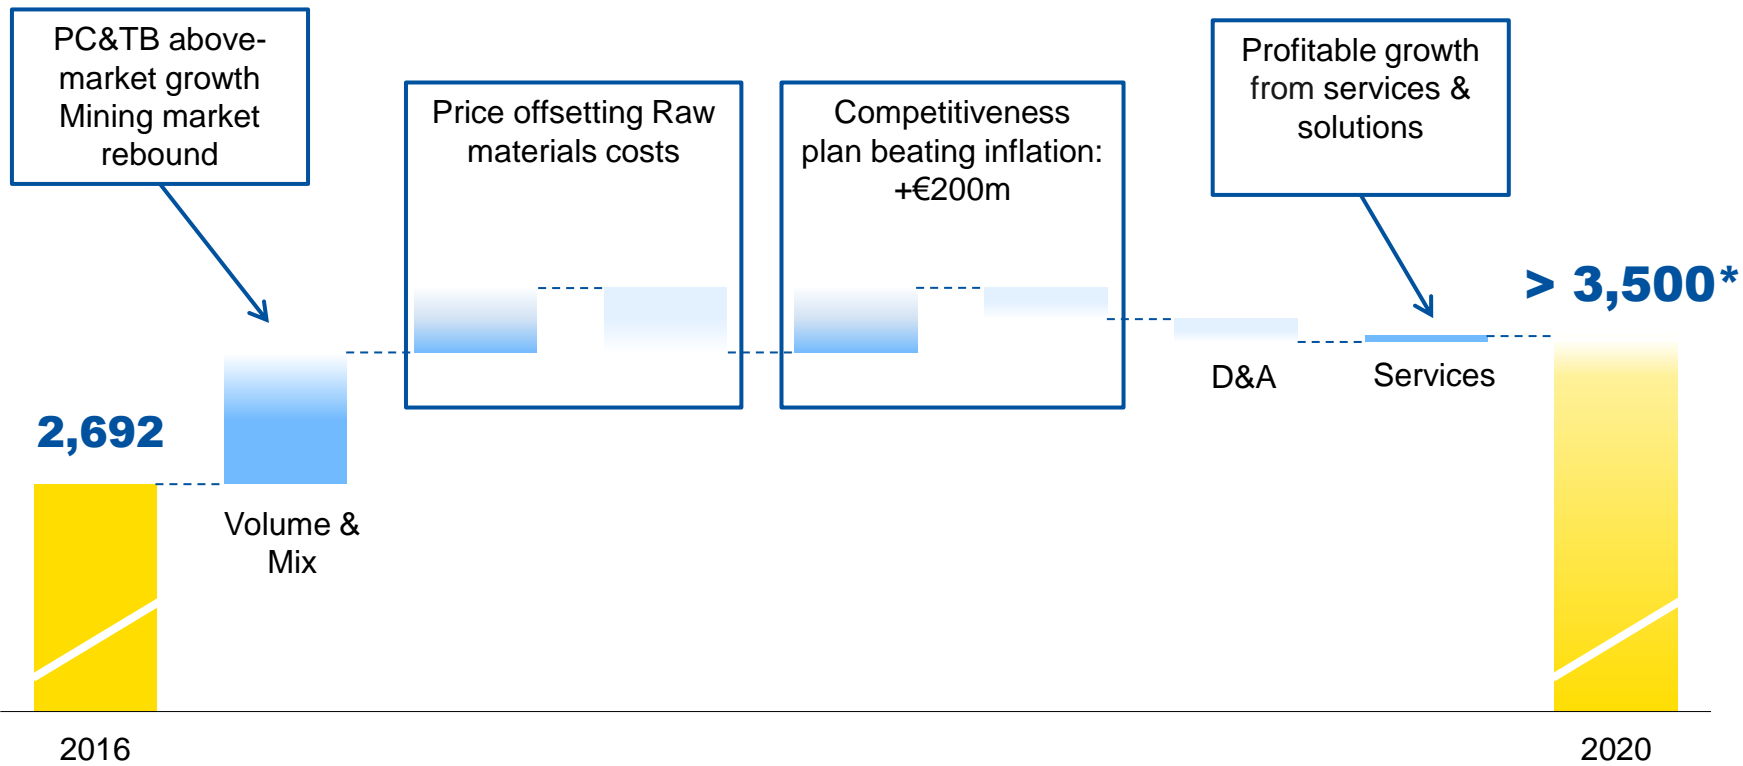 PC&TB above-
market growth
Mining market
rebound
Price offsetting Raw
materials costs
Competitiveness
plan beating inflation:
+€200m
Profitable growth
from services &
solutions
2,692
> 3,500*
Volume &
Mix
D&A
Services
2016
2020